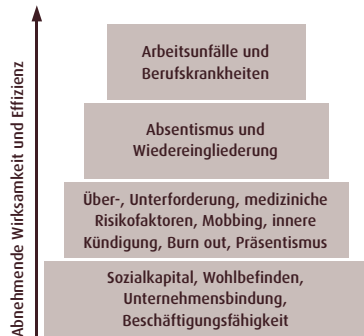 Abnehmende Wirksamkeit und Effizienz
Arbeitsunfälle und
Berufskrankheiten
Absentismus und
Wiedereingliederung
Über-, Unterforderung, mediziniche
Risikofaktoren, Mobbing, innere
Kündigung, Burn out, Präsentismus
Sozialkapital, Wohlbefinden,
Unternehmensbindung,
Beschäftigungsfähigkeit